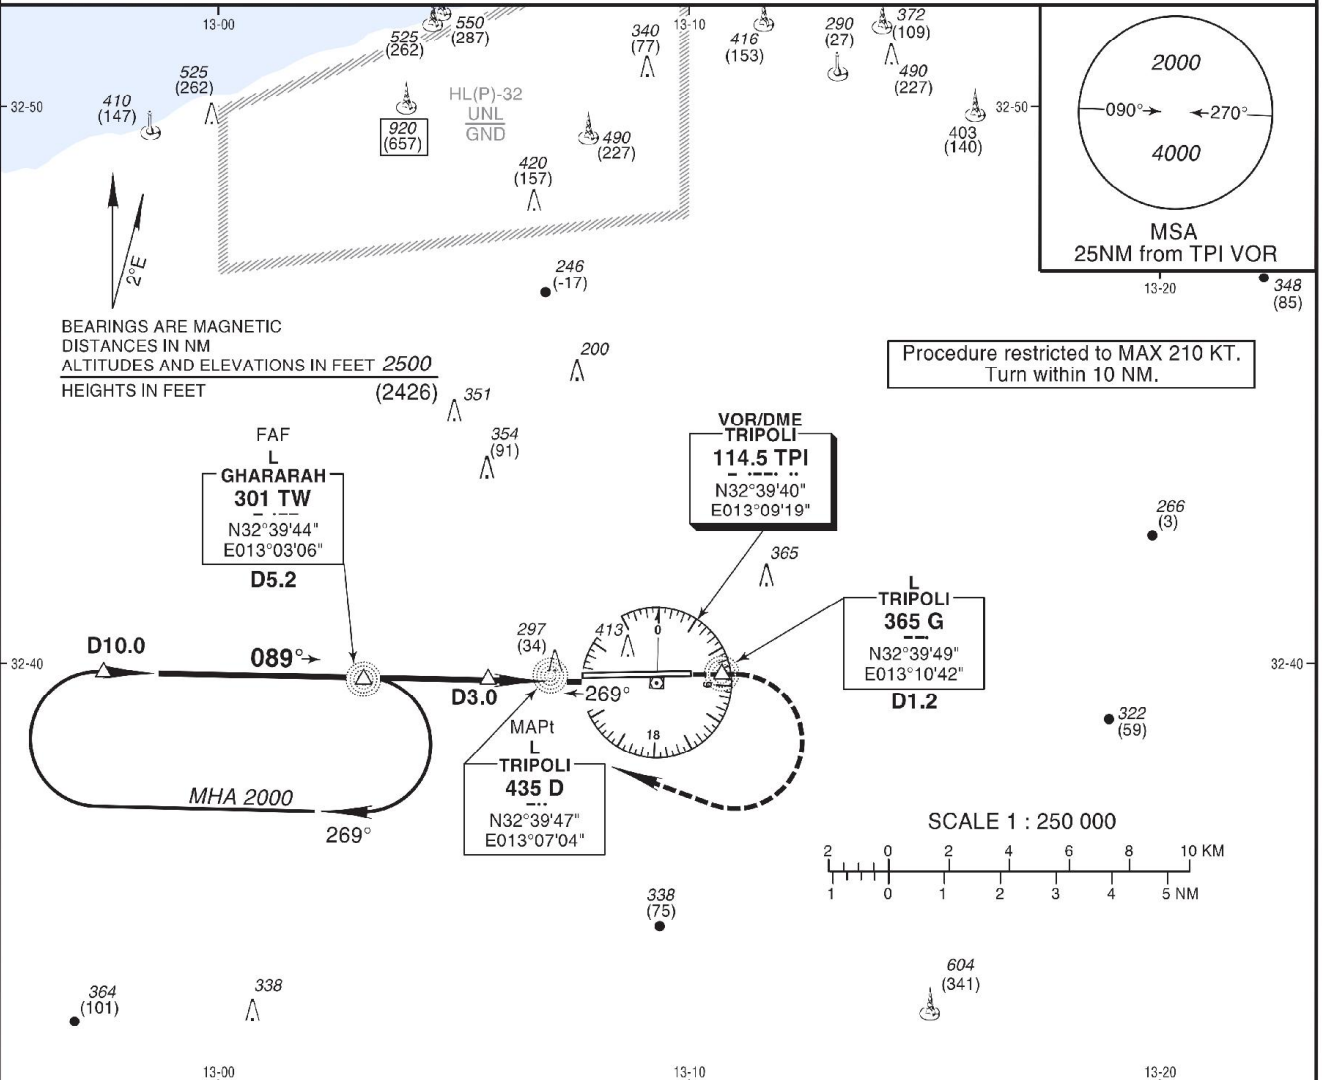 13-00
13-10
550
(287)
525
(262)
340
(77)
416
(153)
290
(27)
372
(109)
490
(227)
525
(262)
410
(147)
32-50
HL(P)-32
UNL
GND
920
(657)
490
(227)
420
(157)
32-50
403
(140)
2000
090°
270°
4000
MSA
25NM from TPI VOR
13-20
348
(85)
2°E
246
(-17)
BEARINGS ARE MAGNETIC
DISTANCES IN NM
ALTITUDES AND ELEVATIONS IN FEET 2500
HEIGHTS IN FEET (2426)
200
351
354
(91)
Procedure restricted to MAX 210 KT.
Turn within 10 NM.
FAF
L
GHARARAH
301 TW
N32°39'44"
E013°03'06"
D5.2
VOR/DME
TRIPOLI
114.5 TPI
N32°39'40"
E013°09'19"
266
(3)
365
L
TRIPOLI
365 G
N32°39'49"
E013°10'42"
D1.2
297
(34)
413
0
D10.0
089°
32-40
32-40
D3.0
269°
9
18
322
(59)
MAPt
L
TRIPOLI
435 D
N32°39'47"
E013°07'04"
MHA 2000
269°
SCALE 1 : 250 000
2 0 2 4 6 8 10 KM
1 0 1 2 3 4 5 NM
338
(75)
604
(341)
364
(101)
338
13-00
13-10
13-20